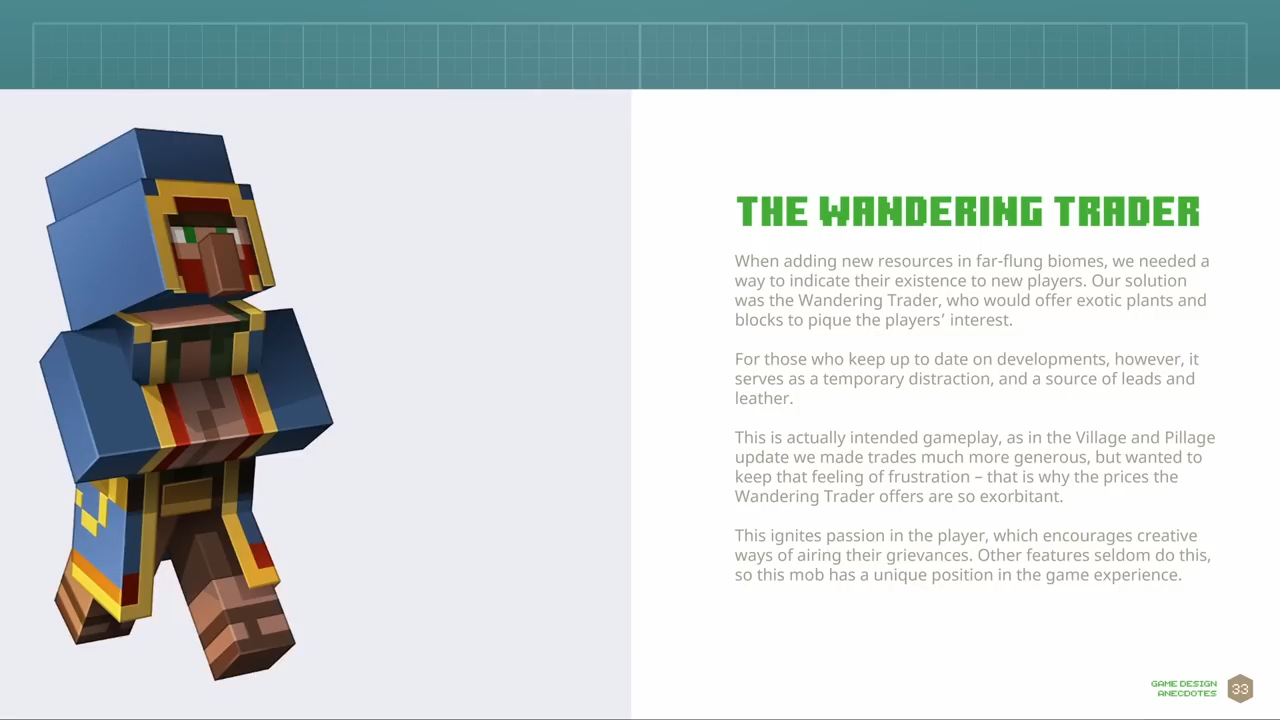 THE WANDERING TRADER
When adding new resources in far-flung biomes, we needed a
way to indicate their existence to new players. Our solution
was the Wandering Trader, who would offer exotic plants and
blocks to pique the players’ interest.
For those who keep up to date on developments, however, it
serves as a temporary distraction, and a source of leads and
leather.
This is actually intended gameplay, as in the Village and Pillage
update we made trades much more generous, but wanted to
keep that feeling of frustration – that is why the prices the
Wandering Trader offers are so exorbitant.
This ignites passion in the player, which encourages creative
ways of airing their grievances. Other features seldom do this,
so this mob has a unique position in the game experience.
GAME DESIGN
ANECDOTES
33